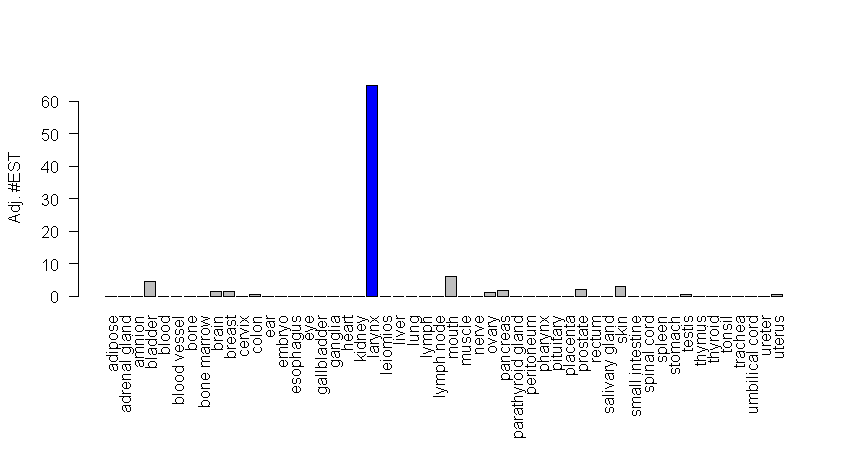 Adj. #EST
60
50
40
30
20
10
0
adipose
adrenal gland
amnion
bladder
blood
blood vessel
bone
bone marrow
brain
breast
cervix
colon
ear
embryo
esophagus
eye
gallbladder
ganglia
heart
kidney
larynx
leiomios
liver
lung
lymph
lymph node
mouth
muscle
nerve
ovary
pancreas
parathyroid gland
peritoneum
pharynx
pituitary
placenta
prostate
rectum
salivary gland
skin
small intestine
spinal cord
spleen
stomach
testis
thymus
thyroid
tonsil
trachea
umbilical cord
ureter
uterus